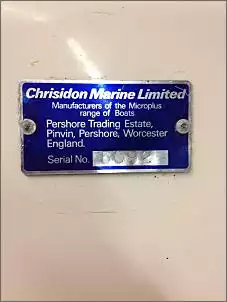 Chrisidon Marine Limited
Manufacturers of the Microplus
range of Boats
Pershore Trading Estate,
Pinvin, Pershore, Worcester
England.
Serial No.